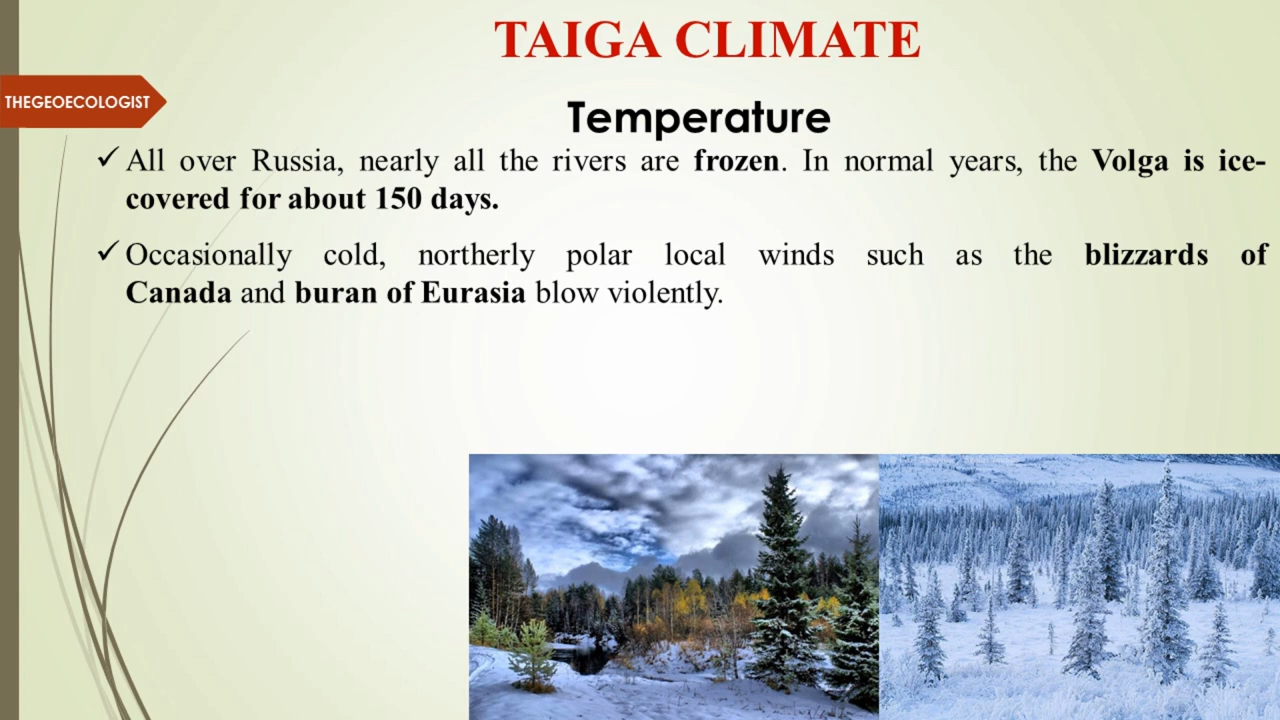 TAIGA CLIMATE
THEGEOECOLOGIST
Temperature
✓ All over Russia, nearly all the rivers are frozen. In normal years, the Volga is ice-
covered for about 150 days.
✓ Occasionally cold, northerly polar local winds such as the blizzards of
Canada and buran of Eurasia blow violently.